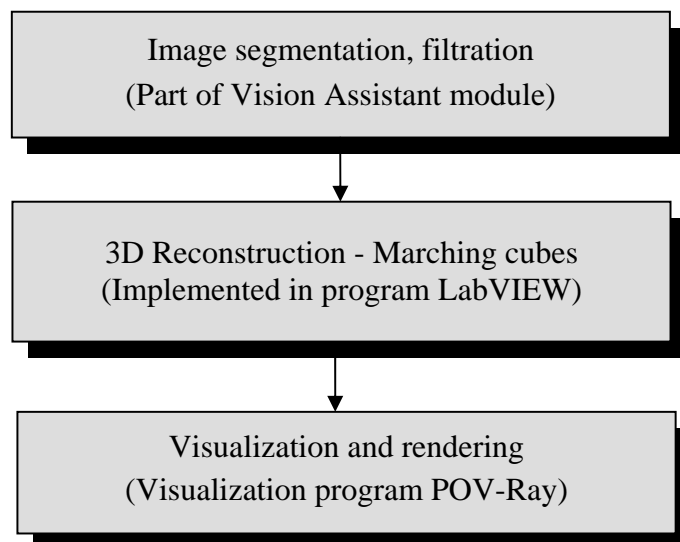 Image segmentation, filtration
(Part of Vision Assistant module)
3D Reconstruction - Marching cubes
(Implemented in program LabVIEW)
Visualization and rendering
(Visualization program POV-Ray)